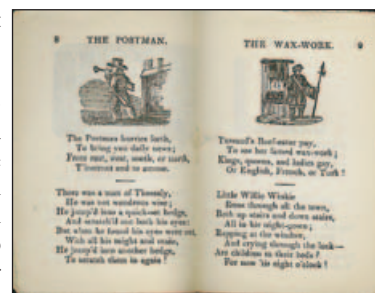 8 THE POSTMAN.
The Postman hurries forth,
To bring you daily news;
From east, west, south, or north,
T'instruct and to amuse.
There was a man of Thessaly,
He was not wondrous wise;
He jump'd into a quickset hedge,
And scratch'd out both his eyes:
But when he found his eyes were out,
With all his might and main,
He jump'd into another hedge,
To scratch them in again!
THE WAX-WORK. 9
Beef-eater pay,
To see her famed wax-work;
Kings, queens, and ladies gay,
Or English, French, or Turk!
Little Willie Winkie
Runs through all the town,
Both up stairs and down stairs,
All in his night-gown;
Rapping at the window,
And crying through the lock—
Are children in their beds?
For now 'tis eight o'clock!